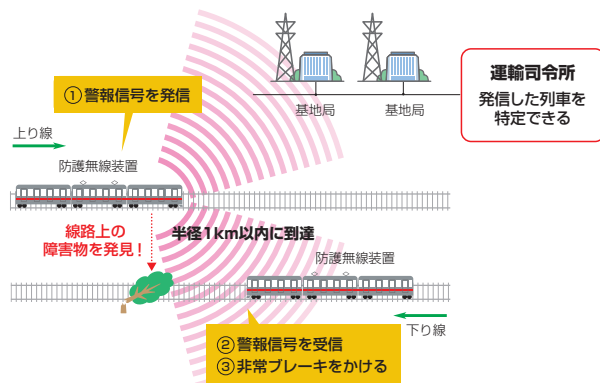 ①警報信号を発信
上り線
防護無線装置
基地局
基地局
運輸司令所
発信した列車を
特定できる
線路上の
障害物を発見！
半径1km以内に到達
防護無線装置
下り線
②警報信号を受信
③非常ブレーキをかける